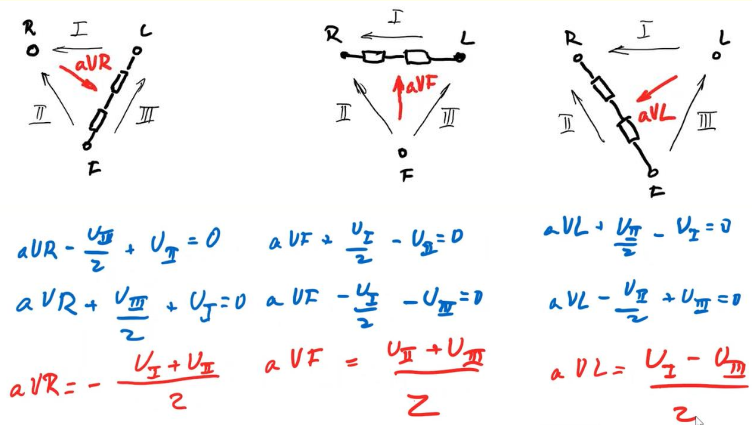 R I L
aVR
II III
F
R I L
aVF
II III
F
R I L
aVL
II III
F
aVR - U_III/2 + U_II = 0
aVF + U_I/2 - U_II = 0
aVL + U_II/2 - U_I = 0
aVR + U_III/2 + U_I = 0
aVF - U_I/2 - U_III = 0
aVL - U_II/2 + U_III = 0
aVR = - (U_I + U_II)/2
aVF = (U_II + U_III)/2
aVL = (U_I - U_III)/2